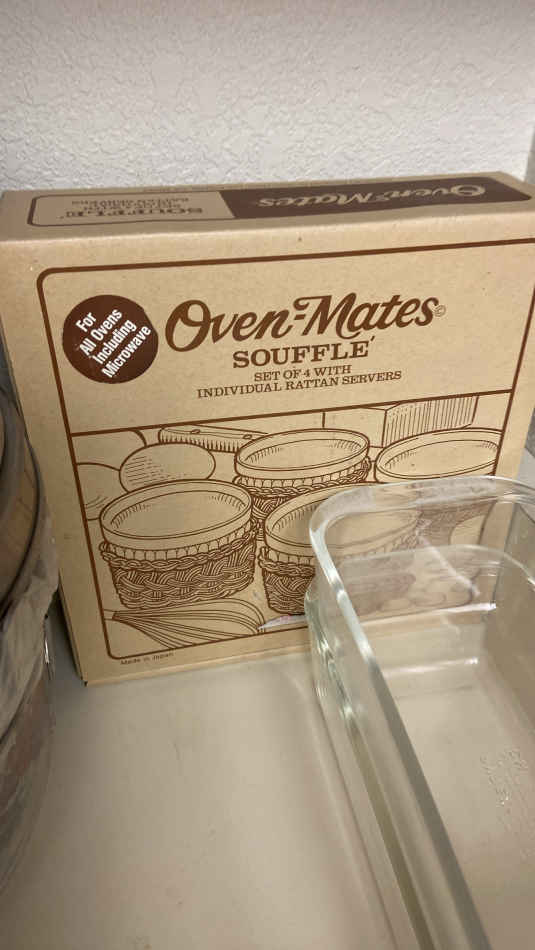 Oven-Mates
SOUFFLE'
For
All Ovens
Including
Microwave
Oven-Mates©
SOUFFLE'
SET OF 4 WITH
INDIVIDUAL RATTAN SERVERS
Made in Japan